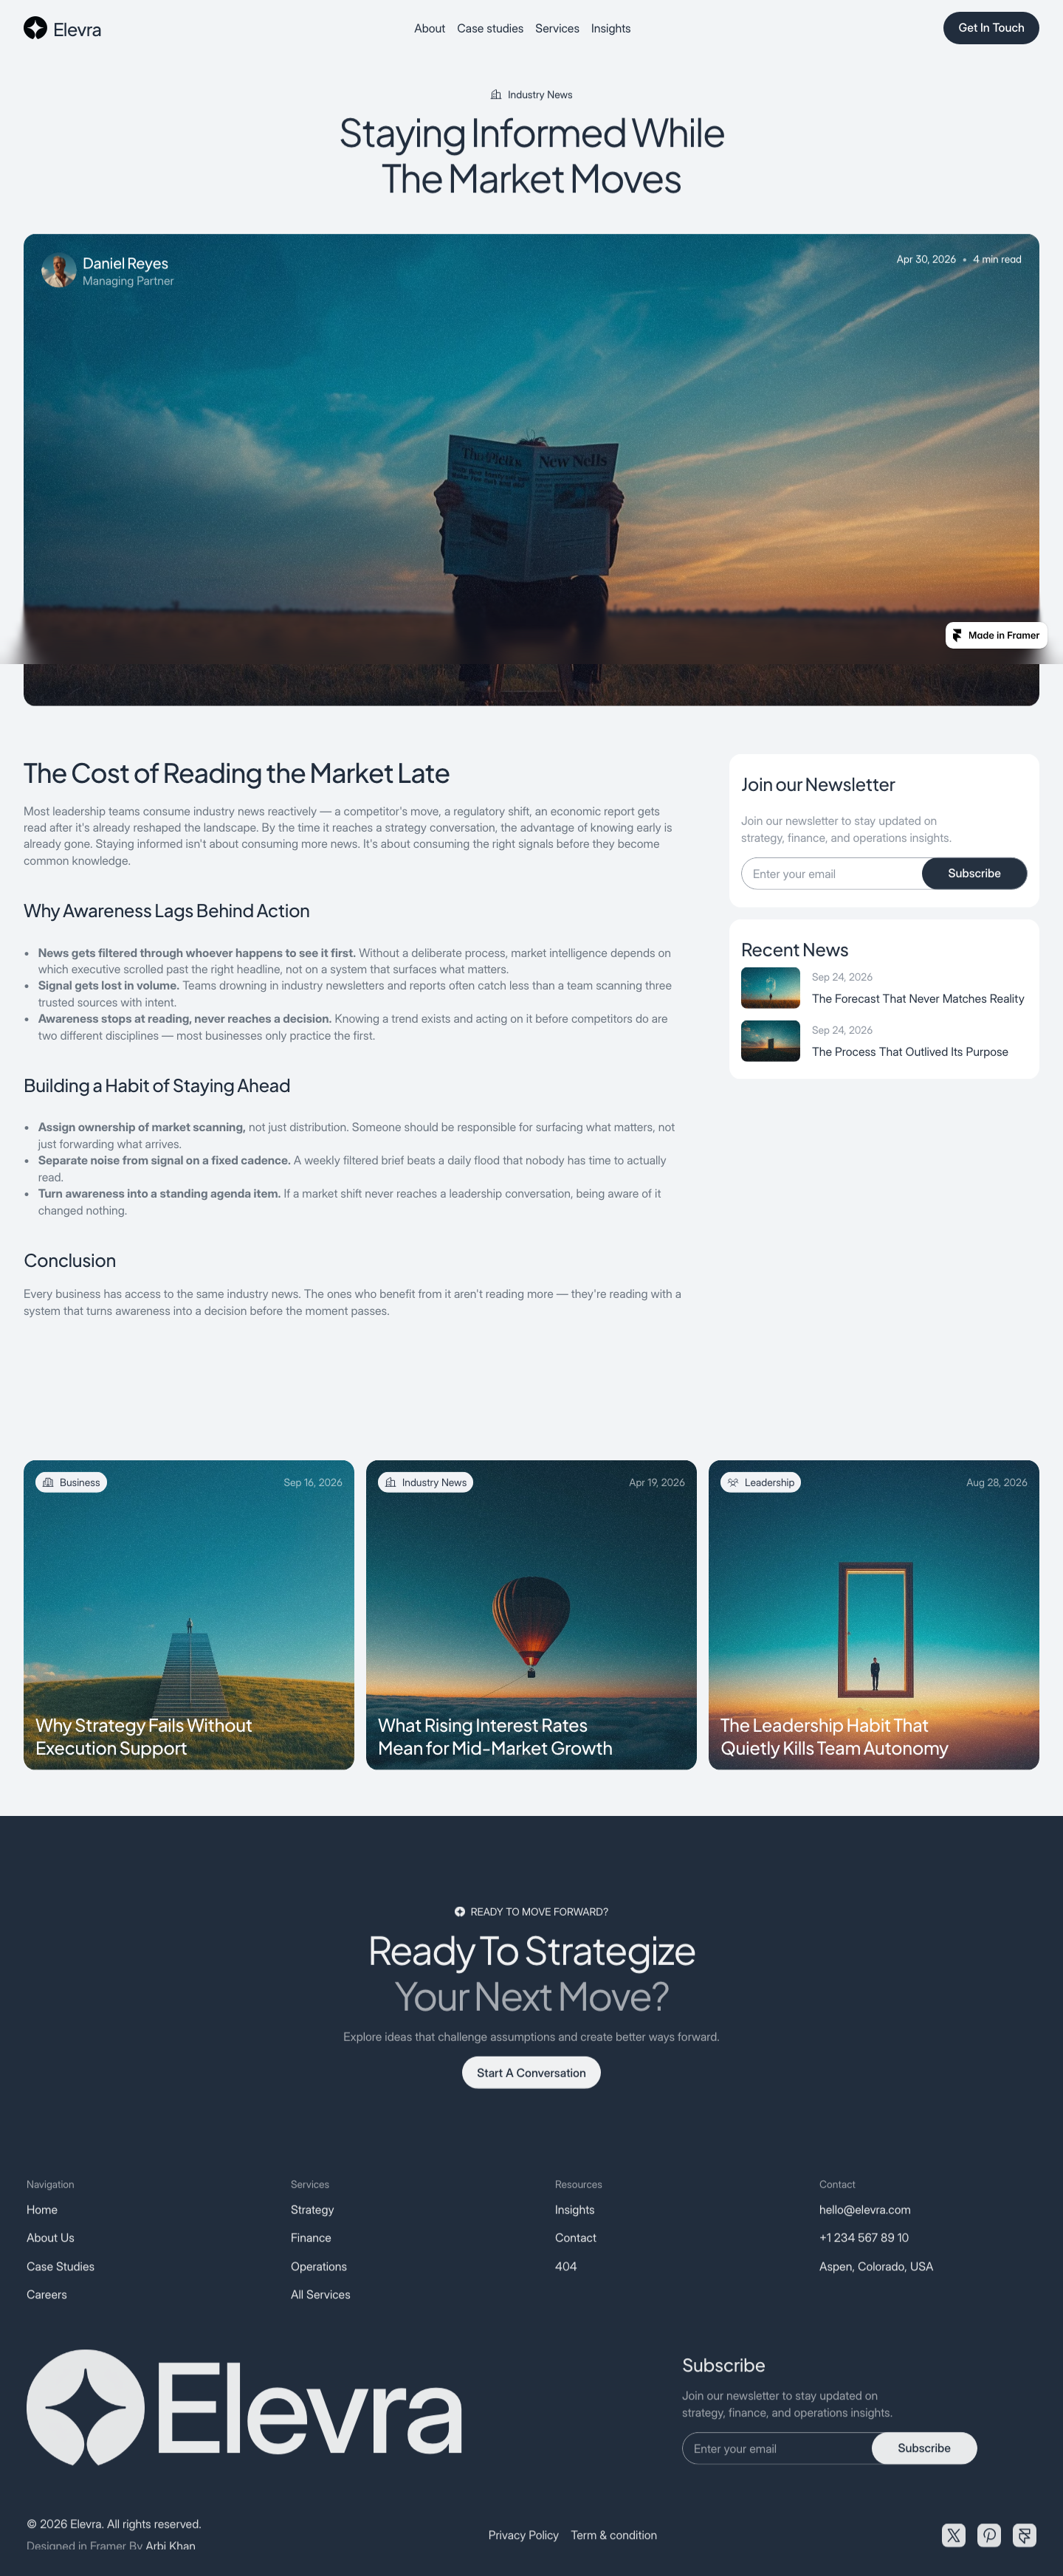 Elevra
About Case studies Services Insights
Get In Touch
Industry News
Staying Informed While
The Market Moves
Daniel Reyes
Managing Partner
Apr 30, 2026 • 4 min read
New Nells
Made in Framer
The Cost of Reading the Market Late
Most leadership teams consume industry news reactively — a competitor's move, a regulatory shift, an economic report gets
read after it's already reshaped the landscape. By the time it reaches a strategy conversation, the advantage of knowing early is
already gone. Staying informed isn't about consuming more news. It's about consuming the right signals before they become
common knowledge.
Why Awareness Lags Behind Action
• News gets filtered through whoever happens to see it first. Without a deliberate process, market intelligence depends on
which executive scrolled past the right headline, not on a system that surfaces what matters.
• Signal gets lost in volume. Teams drowning in industry newsletters and reports often catch less than a team scanning three
trusted sources with intent.
• Awareness stops at reading, never reaches a decision. Knowing a trend exists and acting on it before competitors do are
two different disciplines — most businesses only practice the first.
Building a Habit of Staying Ahead
• Assign ownership of market scanning, not just distribution. Someone should be responsible for surfacing what matters, not
just forwarding what arrives.
• Separate noise from signal on a fixed cadence. A weekly filtered brief beats a daily flood that nobody has time to actually
read.
• Turn awareness into a standing agenda item. If a market shift never reaches a leadership conversation, being aware of it
changed nothing.
Conclusion
Every business has access to the same industry news. The ones who benefit from it aren't reading more — they're reading with a
system that turns awareness into a decision before the moment passes.
Join our Newsletter
Join our newsletter to stay updated on
strategy, finance, and operations insights.
Enter your email
Subscribe
Recent News
Sep 24, 2026
The Forecast That Never Matches Reality
Sep 24, 2026
The Process That Outlived Its Purpose
Business
Sep 16, 2026
Why Strategy Fails Without
Execution Support
Industry News
Apr 19, 2026
What Rising Interest Rates
Mean for Mid-Market Growth
Leadership
Aug 28, 2026
The Leadership Habit That
Quietly Kills Team Autonomy
READY TO MOVE FORWARD?
Ready To Strategize
Your Next Move?
Explore ideas that challenge assumptions and create better ways forward.
Start A Conversation
Navigation
Home
About Us
Case Studies
Careers
Services
Strategy
Finance
Operations
All Services
Resources
Insights
Contact
404
Contact
hello@elevra.com
+1 234 567 89 10
Aspen, Colorado, USA
Elevra
Subscribe
Join our newsletter to stay updated on
strategy, finance, and operations insights.
Enter your email
Subscribe
© 2026 Elevra. All rights reserved.
Designed in Framer By Arbi Khan
Privacy Policy Term & condition